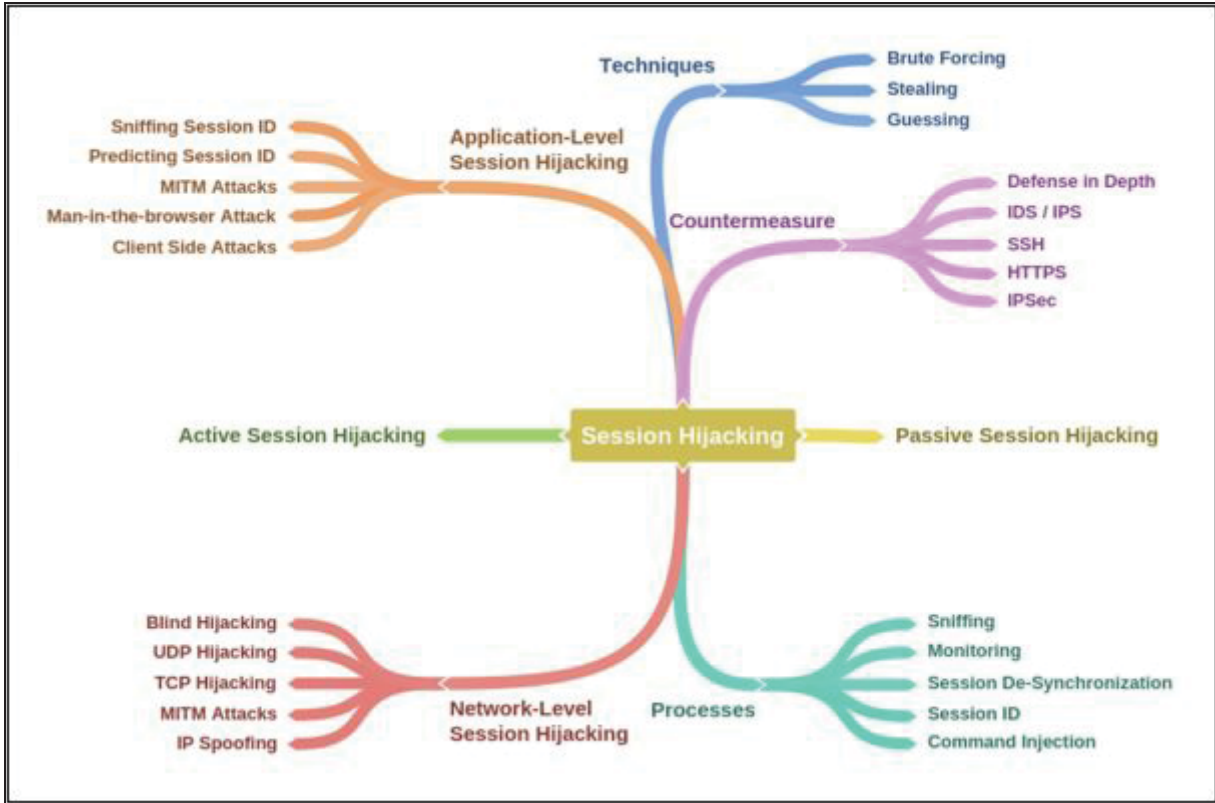 Techniques
Brute Forcing
Stealing
Guessing
Application-Level
Session Hijacking
Sniffing Session ID
Predicting Session ID
MITM Attacks
Man-in-the-browser Attack
Client Side Attacks
Countermeasure
Defense in Depth
IDS / IPS
SSH
HTTPS
IPSec
Active Session Hijacking
Session Hijacking
Passive Session Hijacking
Blind Hijacking
UDP Hijacking
TCP Hijacking
MITM Attacks
IP Spoofing
Network-Level
Session Hijacking
Processes
Sniffing
Monitoring
Session De-Synchronization
Session ID
Command Injection